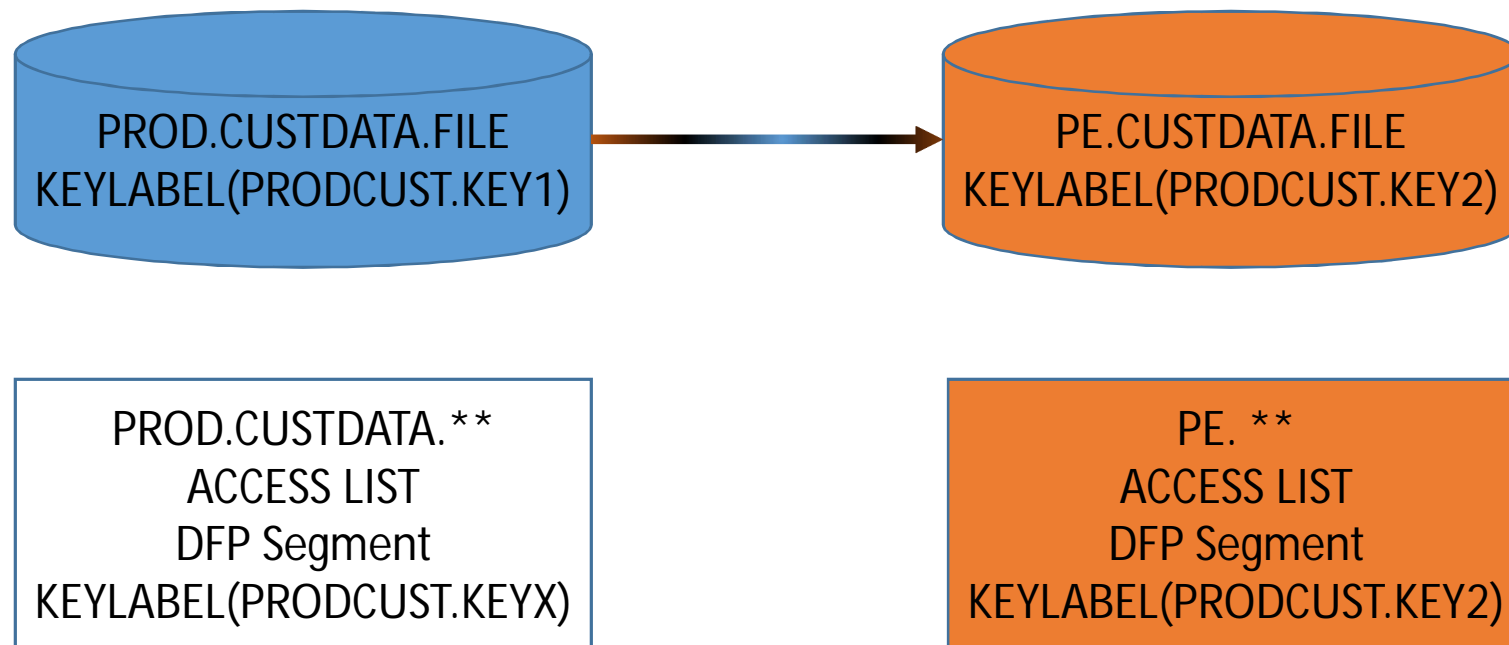 PROD.CUSTDATA.FILE
KEYLABEL(PRODCUST.KEY1)
PE.CUSTDATA.FILE
KEYLABEL(PRODCUST.KEY2)
PROD.CUSTDATA.**
ACCESS LIST
DFP Segment
KEYLABEL(PRODCUST.KEYX)
PE. **
ACCESS LIST
DFP Segment
KEYLABEL(PRODCUST.KEY2)